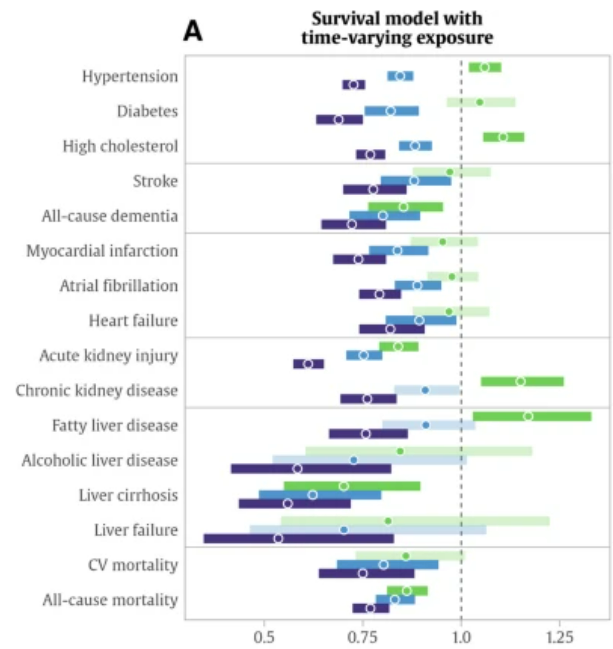 A
Survival model with
time-varying exposure
Hypertension
Diabetes
High cholesterol
Stroke
All-cause dementia
Myocardial infarction
Atrial fibrillation
Heart failure
Acute kidney injury
Chronic kidney disease
Fatty liver disease
Alcoholic liver disease
Liver cirrhosis
Liver failure
CV mortality
All-cause mortality
0.5 0.75 1.0 1.25